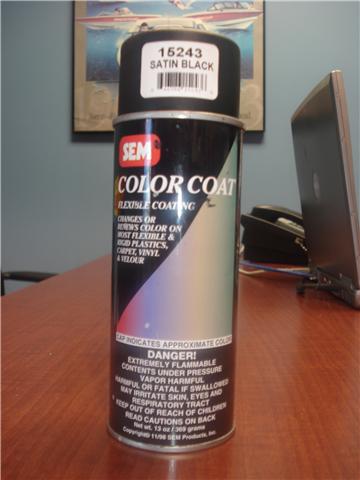 15243
SATIN BLACK
SEM
COLOR COAT
FLEXIBLE COATING
CHANGES OR
RENEWS COLOR ON
MOST FLEXIBLE &
RIGID PLASTICS,
CARPET, VINYL
& VELOUR
CAP INDICATES APPROXIMATE COLOR
DANGER!
EXTREMELY FLAMMABLE
CONTENTS UNDER PRESSURE
VAPOR HARMFUL
HARMFUL OR FATAL IF SWALLOWED
MAY IRRITATE SKIN, EYES AND
RESPIRATORY TRACT
KEEP OUT OF REACH OF CHILDREN
READ CAUTIONS ON BACK
Net. wt. 13 oz / 369 grams
Copyright© 11/98 SEM Products, Inc.